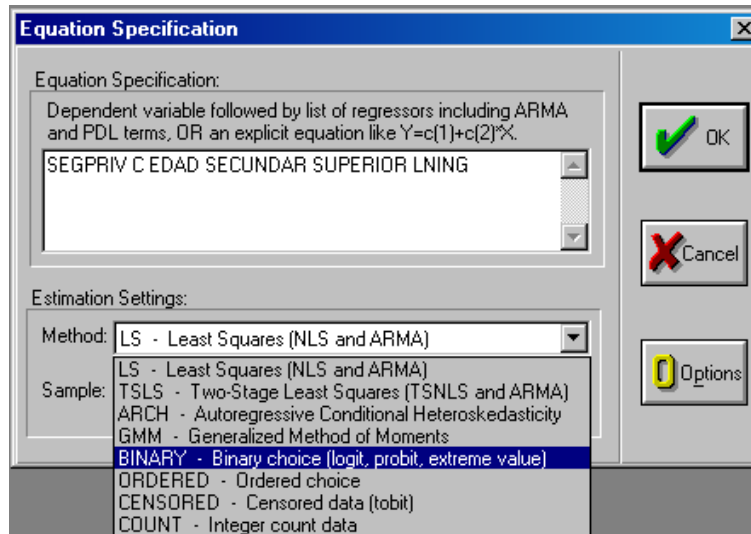 Equation Specification
Equation Specification:
Dependent variable followed by list of regressors including ARMA
and PDL terms, OR an explicit equation like Y=c(1)+c(2)*X.
SEGPRIV C EDAD SECUNDAR SUPERIOR LNING
OK
Cancel
Options
Estimation Settings:
Method: LS - Least Squares (NLS and ARMA)
Sample:
LS - Least Squares (NLS and ARMA)
TSLS - Two-Stage Least Squares (TSNLS and ARMA)
ARCH - Autoregressive Conditional Heteroskedasticity
GMM - Generalized Method of Moments
BINARY - Binary choice (logit, probit, extreme value)
ORDERED - Ordered choice
CENSORED - Censored data (tobit)
COUNT - Integer count data